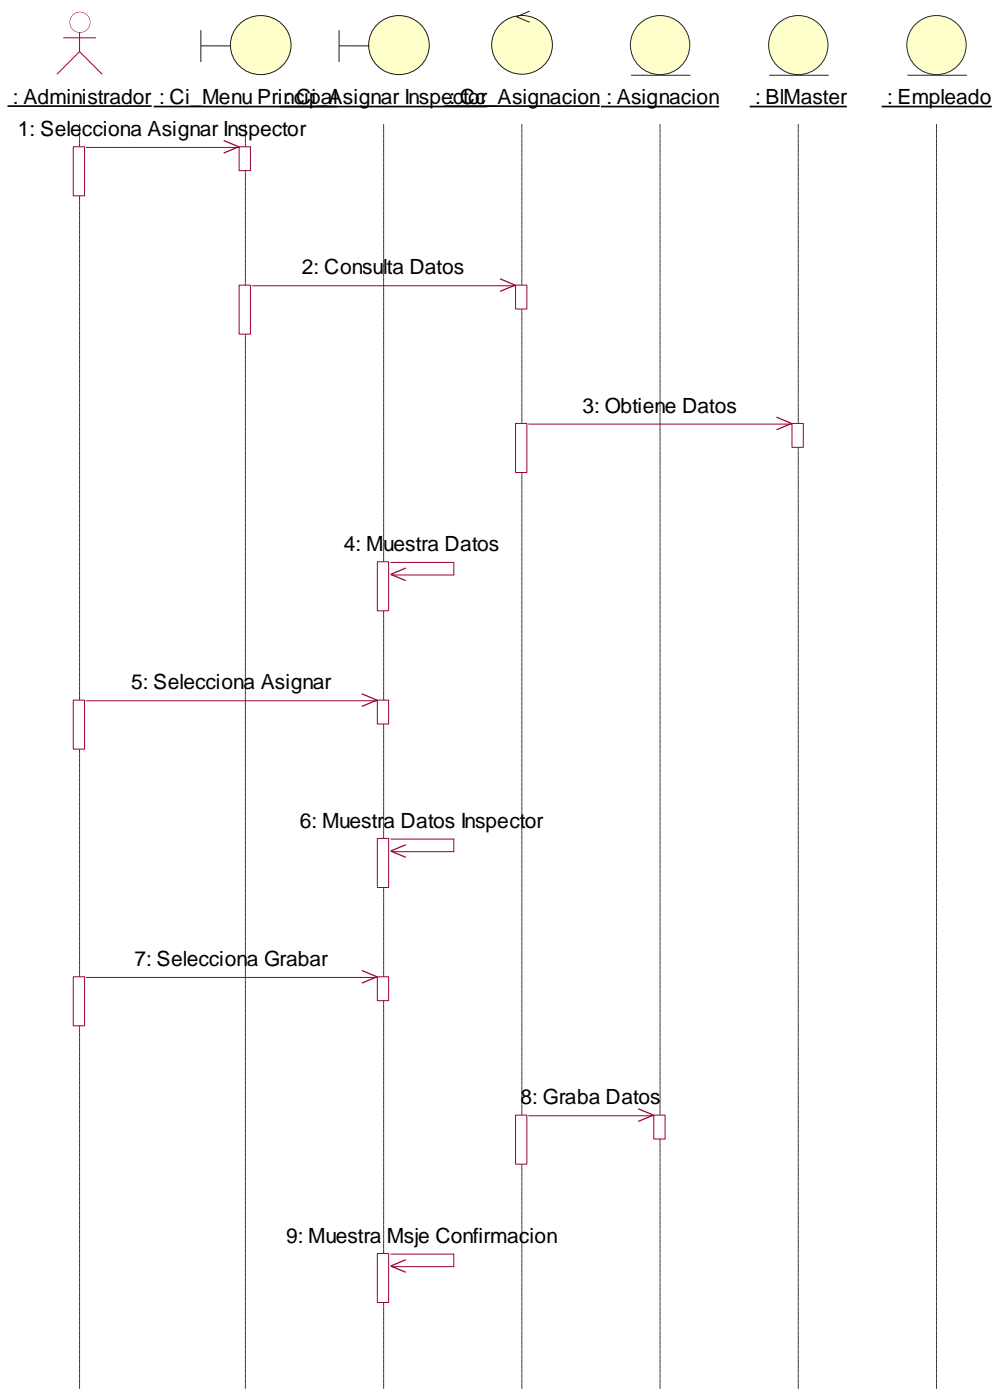 : Administrador
: Ci_Menu Principal
: Ci_Asignar Inspector
: Cc_Asignacion
: Asignacion
: BlMaster
: Empleado
1: Selecciona Asignar Inspector
2: Consulta Datos
3: Obtiene Datos
4: Muestra Datos
5: Selecciona Asignar
6: Muestra Datos Inspector
7: Selecciona Grabar
8: Graba Datos
9: Muestra Msje Confirmacion